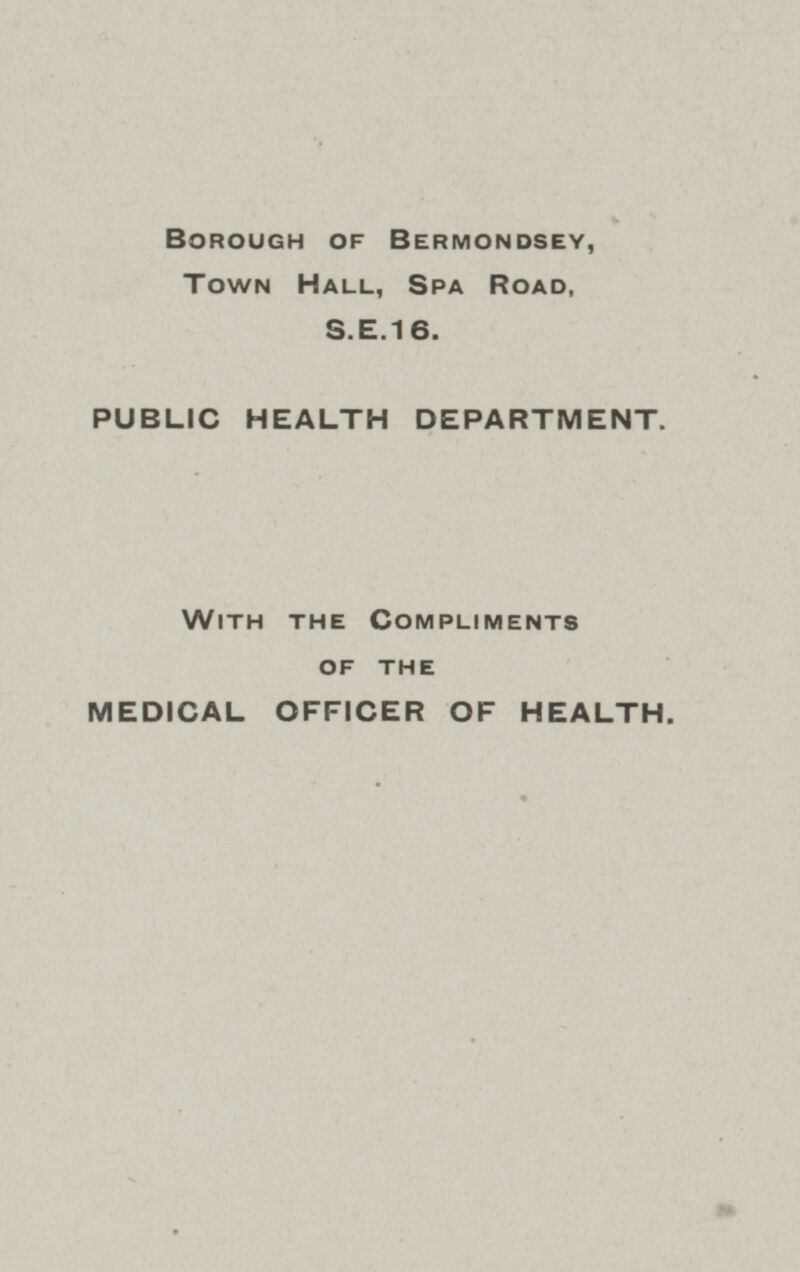 Borough of Bermondsey,
Town Hall, Spa Road,
S.E.16.
PUBLIC HEALTH DEPARTMENT.
With the Compliments
of the
MEDICAL OFFICER OF HEALTH.